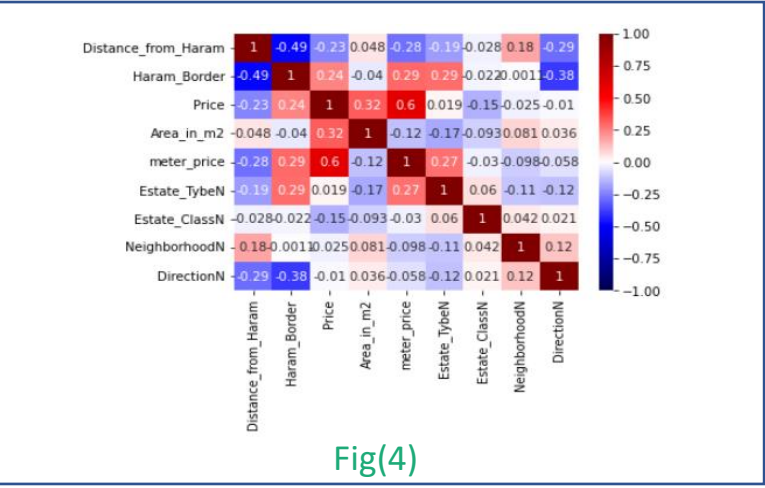 Distance_from_Haram 1 -0.49 -0.23 0.048 -0.28 -0.19 -0.028 0.18 -0.29 1.00
Haram_Border -0.49 1 0.24 -0.04 0.29 0.29 -0.022 0.0011 -0.38 0.75
Price -0.23 0.24 1 0.32 0.6 0.019 -0.15 -0.025 -0.01 0.50
Area_in_m2 0.048 -0.04 0.32 1 -0.12 -0.17 -0.093 0.081 0.036 0.25
meter_price -0.28 0.29 0.6 -0.12 1 0.27 -0.03 -0.098 -0.058 0.00
Estate_TybeN -0.19 0.29 0.019 -0.17 0.27 1 0.06 -0.11 -0.12 -0.25
Estate_ClassN -0.028 -0.022 -0.15 -0.093 -0.03 0.06 1 0.042 0.021 -0.50
NeighborhoodN 0.18 -0.0011 -0.025 0.081 -0.098 -0.11 0.042 1 0.12 -0.75
DirectionN -0.29 -0.38 -0.01 0.036 -0.058 -0.12 0.021 0.12 1 -1.00
Distance_from_Haram
Haram_Border
Price
Area_in_m2
meter_price
Estate_TybeN
Estate_ClassN
NeighborhoodN
DirectionN
Fig(4)